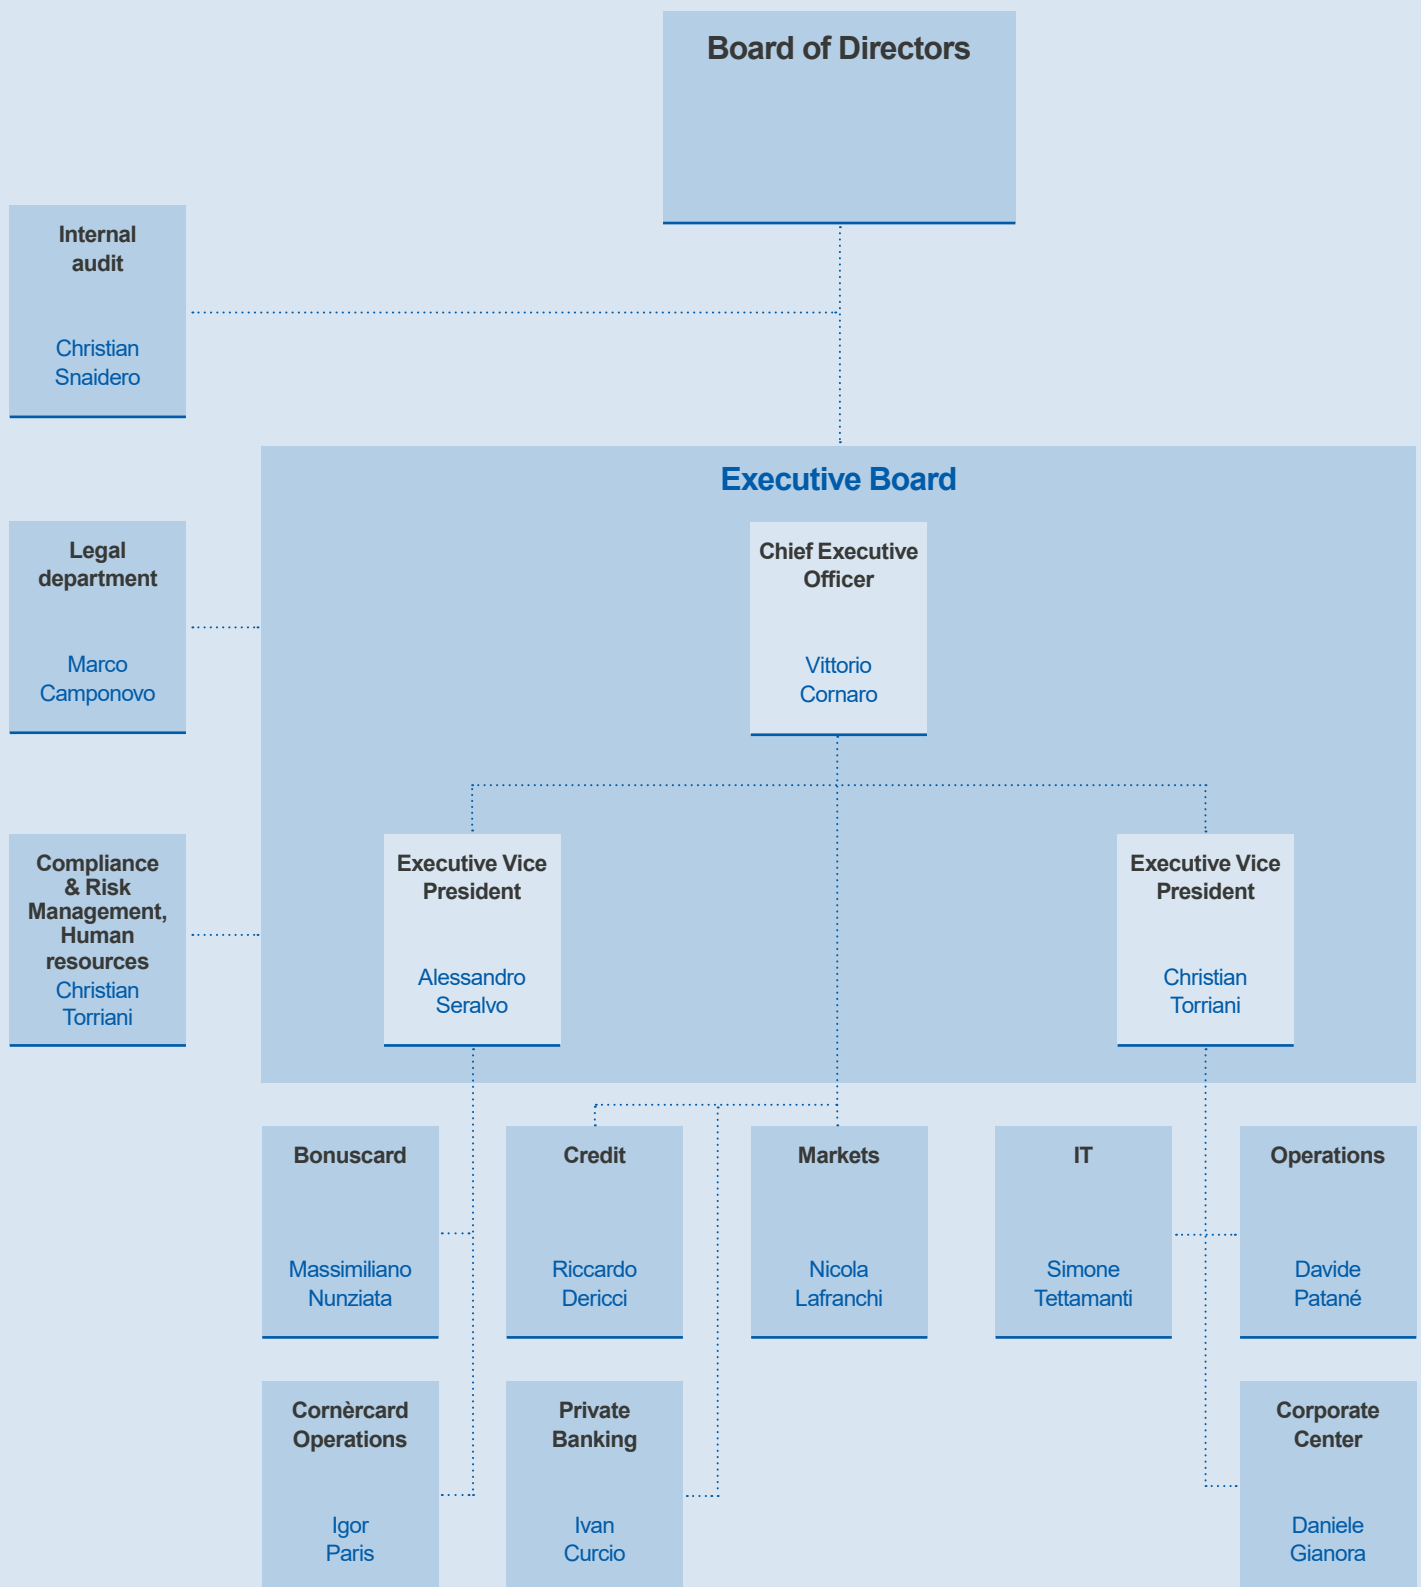 Board of Directors
Internal
audit
Christian
Snaidero
Executive Board
Legal
department
Marco
Camponovo
Chief Executive
Officer
Vittorio
Cornaro
Compliance
& Risk
Management,
Human
resources
Christian
Torriani
Executive Vice
President
Alessandro
Seralvo
Executive Vice
President
Christian
Torriani
Bonuscard
Massimiliano
Nunziata
Credit
Riccardo
Dericci
Markets
Nicola
Lafranchi
IT
Simone
Tettamanti
Operations
Davide
Patané
Cornèrcard
Operations
Igor
Paris
Private
Banking
Ivan
Curcio
Corporate
Center
Daniele
Gianora